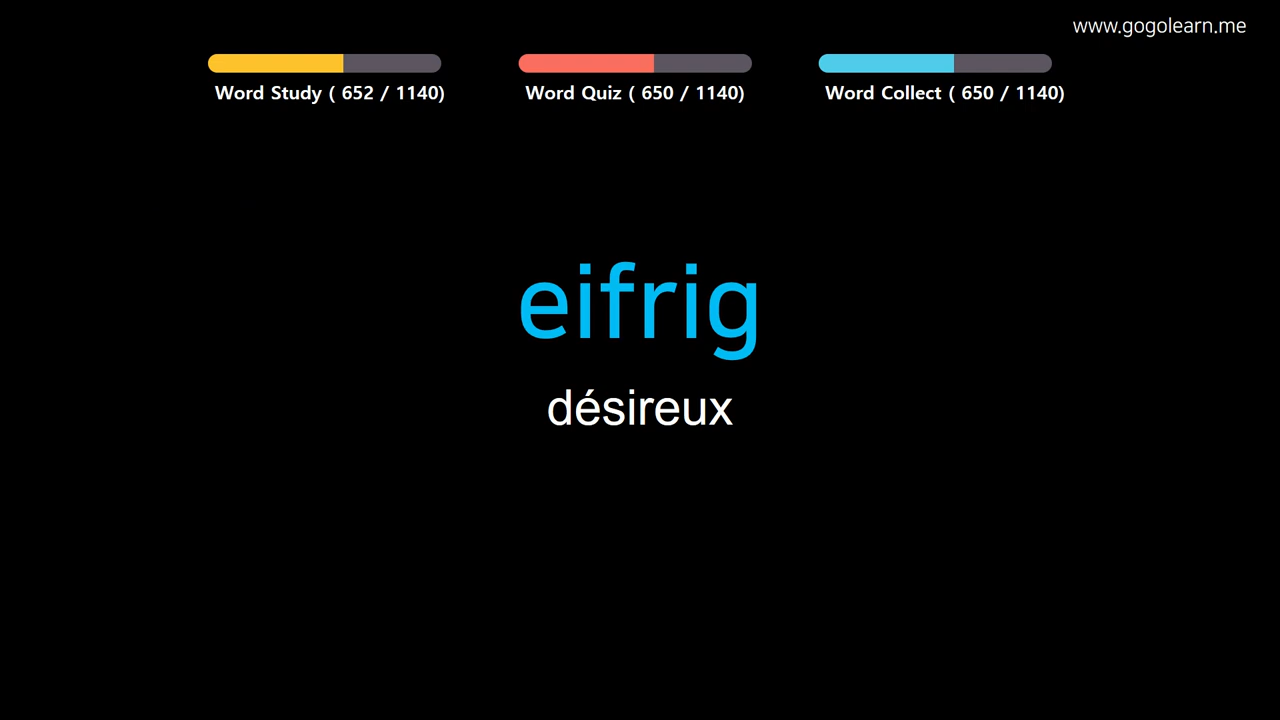 www.gogolearn.me
Word Study ( 652 / 1140)
Word Quiz ( 650 / 1140)
Word Collect ( 650 / 1140)
eifrig
désireux